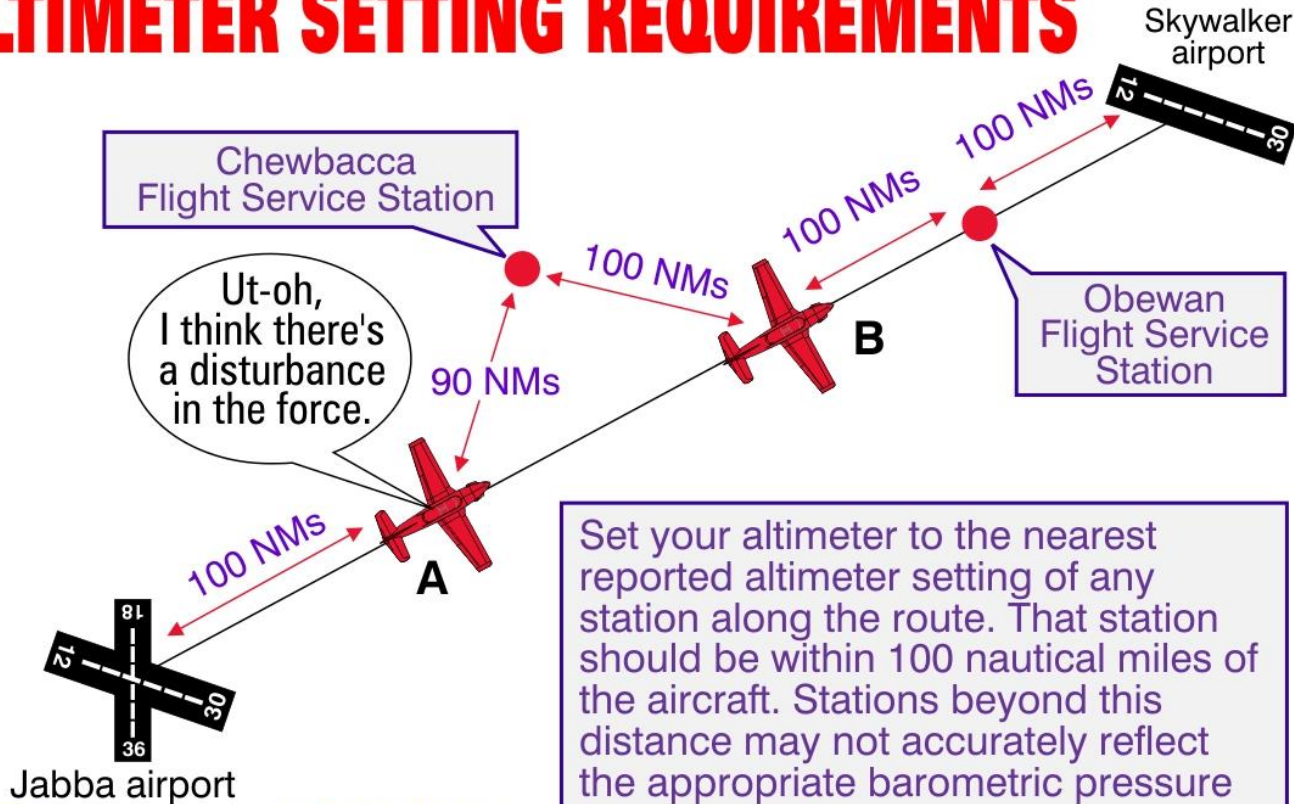 LTIMETER SETTING REQUIREMENTS
Skywalker
airport
12
30
100 NMs
Chewbacca
Flight Service Station
100 NMs
100 NMs
Obewan
Flight Service
Station
B
Ut-oh,
I think there's
a disturbance
in the force.
90 NMs
A
100 NMs
18
12
30
36
Jabba airport
Set your altimeter to the nearest
reported altimeter setting of any
station along the route. That station
should be within 100 nautical miles of
the aircraft. Stations beyond this
distance may not accurately reflect
the appropriate barometric pressure